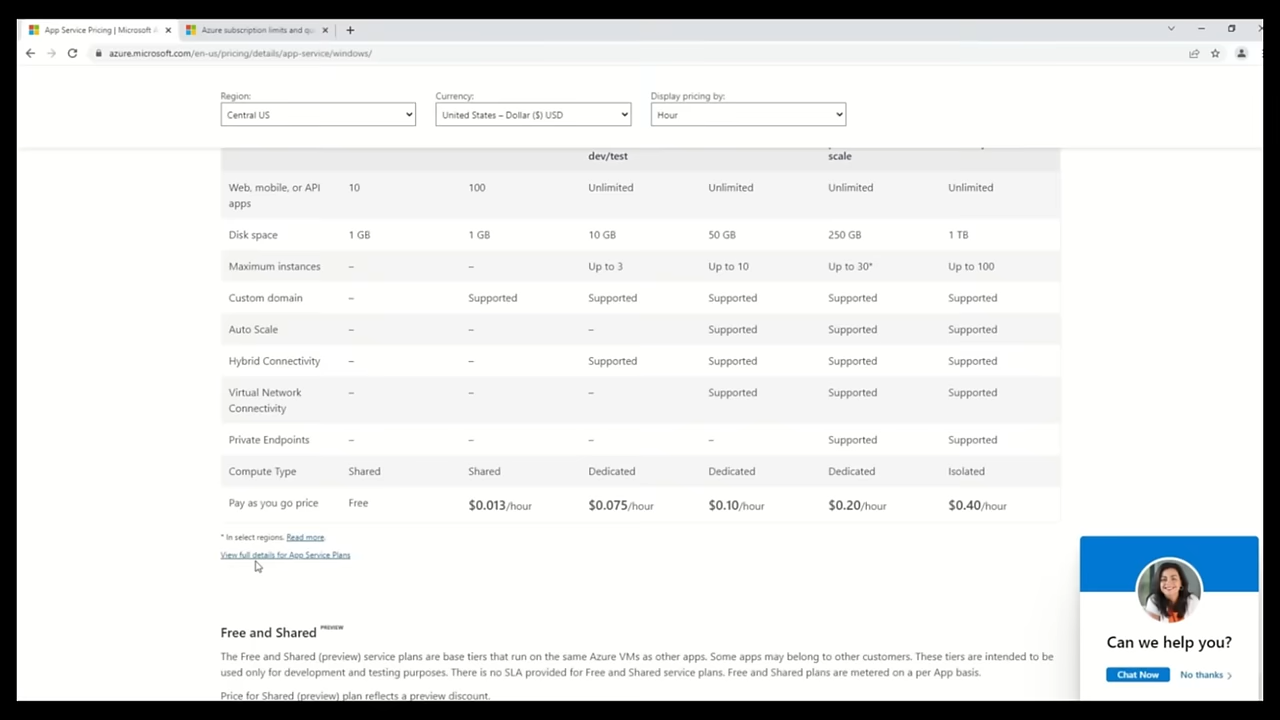 App Service Pricing | Microsoft
Azure subscription limits and qu
azure.microsoft.com/en-us/pricing/details/app-service/windows/
Region: Currency: Display pricing by:
Central US United States – Dollar ($) USD Hour
dev/test scale
Web, mobile, or API apps 10 100 Unlimited Unlimited Unlimited Unlimited
Disk space 1 GB 1 GB 10 GB 50 GB 250 GB 1 TB
Maximum instances – – Up to 3 Up to 10 Up to 30* Up to 100
Custom domain – Supported Supported Supported Supported Supported
Auto Scale – – – Supported Supported Supported
Hybrid Connectivity – – Supported Supported Supported Supported
Virtual Network Connectivity – – – Supported Supported Supported
Private Endpoints – – – – Supported Supported
Compute Type Shared Shared Dedicated Dedicated Dedicated Isolated
Pay as you go price Free $0.013/hour $0.075/hour $0.10/hour $0.20/hour $0.40/hour
* In select regions. Read more.
View full details for App Service Plans
Free and Shared PREVIEW
The Free and Shared (preview) service plans are base tiers that run on the same Azure VMs as other apps. Some apps may belong to other customers. These tiers are intended to be
used only for development and testing purposes. There is no SLA provided for Free and Shared service plans. Free and Shared plans are metered on a per App basis.
Price for Shared (preview) plan reflects a preview discount.
Can we help you?
Chat Now No thanks